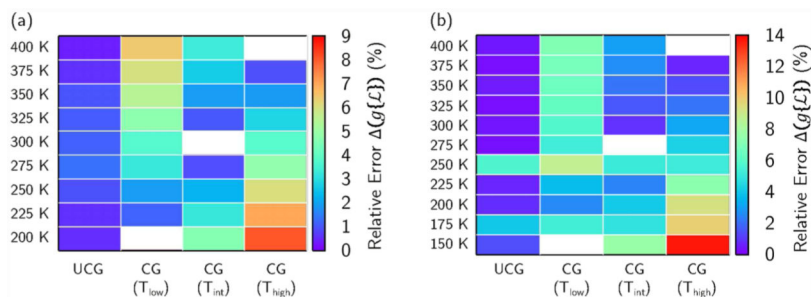 (a)
400 K
375 K
350 K
325 K
300 K
275 K
250 K
225 K
200 K
UCG
CG
(T_low)
CG
(T_int)
CG
(T_high)
9
8
7
6
5
4
3
2
1
0
Relative Error Δ(g{ℒ}) (%)
(b)
400 K
375 K
350 K
325 K
300 K
275 K
250 K
225 K
200 K
175 K
150 K
UCG
CG
(T_low)
CG
(T_int)
CG
(T_high)
14
12
10
8
6
4
2
0
Relative Error Δ(g{ℒ}) (%)